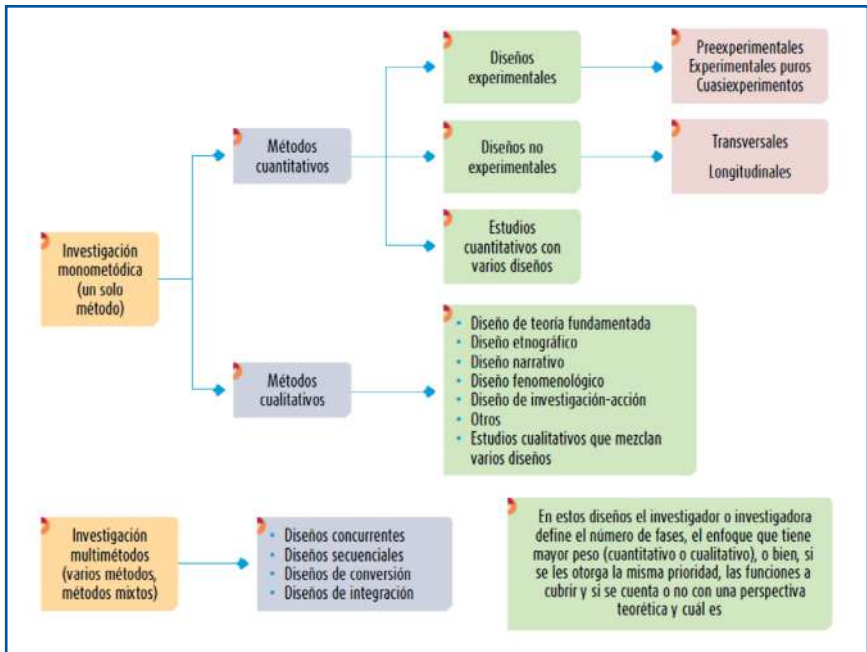 Diseños
experimentales
Preexperimentales
Experimentales puros
Cuasiexperimentos
Métodos
cuantitativos
Diseños no
experimentales
Transversales
Longitudinales
Estudios
cuantitativos con
varios diseños
Investigación
monometódica
(un solo
método)
Métodos
cualitativos
• Diseño de teoría fundamentada
• Diseño etnográfico
• Diseño narrativo
• Diseño fenomenológico
• Diseño de investigación-acción
• Otros
• Estudios cualitativos que mezclan
varios diseños
Investigación
multimétodos
(varios métodos,
métodos mixtos)
• Diseños concurrentes
• Diseños secuenciales
• Diseños de conversión
• Diseños de integración
En estos diseños el investigador o investigadora
define el número de fases, el enfoque que tiene
mayor peso (cuantitativo o cualitativo), o bien, si
se les otorga la misma prioridad, las funciones a
cubrir y si se cuenta o no con una perspectiva
teorética y cuál es